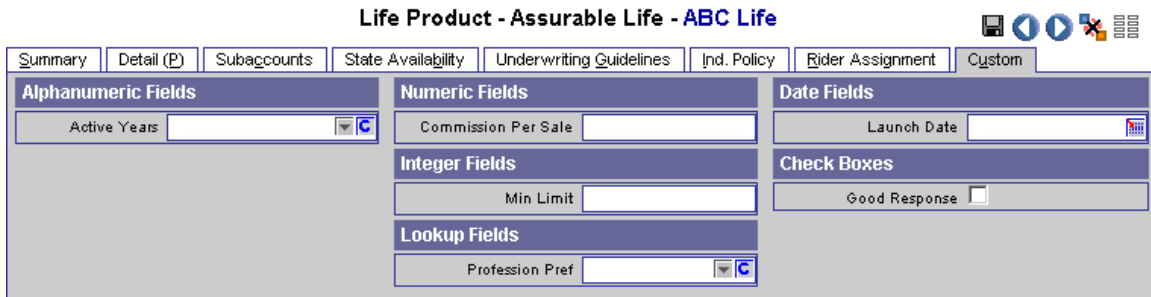 Life Product - Assurable Life - ABC Life
Summary Detail (P) Subaccounts State Availability Underwriting Guidelines Ind. Policy Rider Assignment Custom
Alphanumeric Fields Numeric Fields Date Fields
Active Years C Commission Per Sale Launch Date
Integer Fields Check Boxes
Min Limit Good Response
Lookup Fields
Profession Pref C